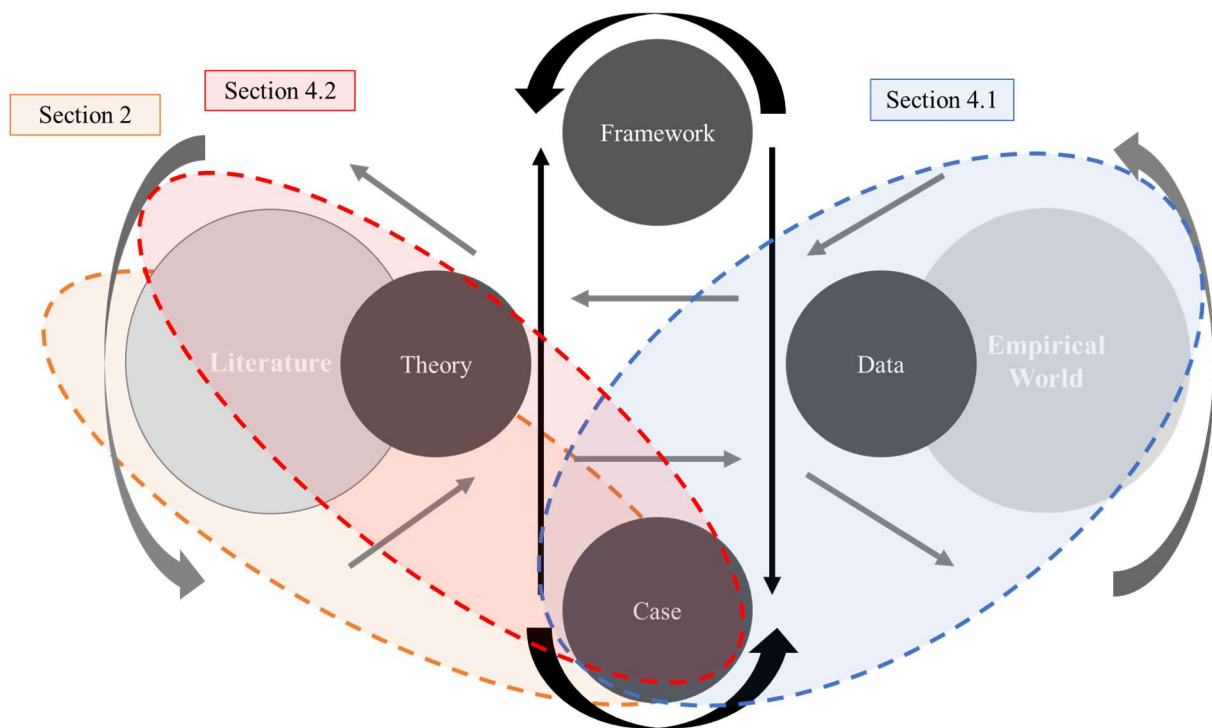 Section 4.2
Section 4.1
Section 2
Framework
Literature
Theory
Data
Empirical
World
Case